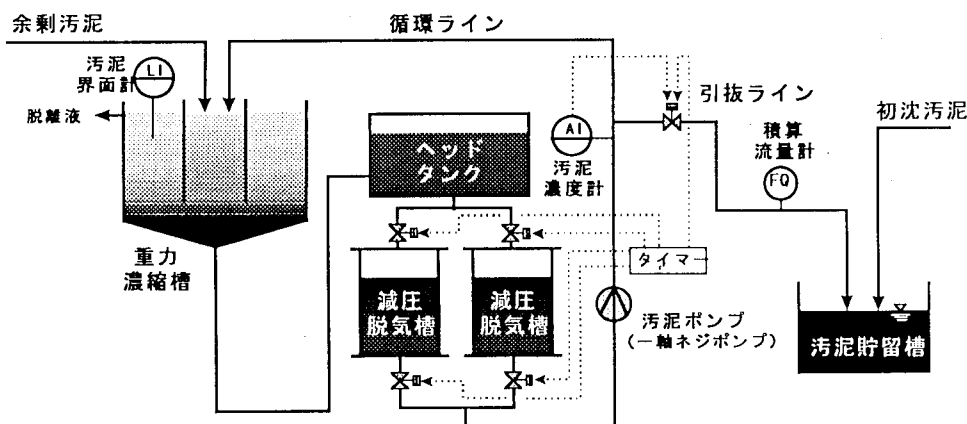 余剰汚泥
循環ライン
汚泥
界面計
LI
脱離液
引抜ライン
初沈汚泥
AI
汚泥
濃度計
積算
流量計
FQ
ヘッド
タンク
重力
濃縮槽
タイマ
減圧
脱気槽
減圧
脱気槽
汚泥ポンプ
(一軸ネジポンプ)
汚泥貯留槽